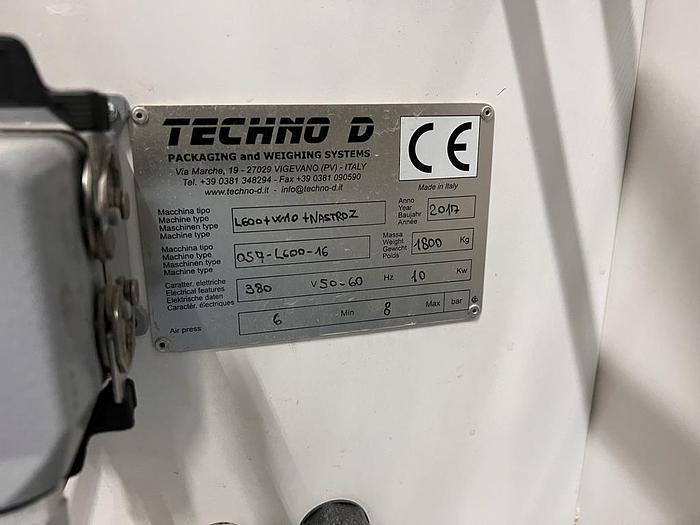 TECHNO D
PACKAGING and WEIGHING SYSTEMS
Via Marche, 19 - 27029 VIGEVANO (PV) - ITALY
Tel. +39 0381 348294 - Fax +39 0381 090590
www.techno-d.it - info@techno-d.it
CE
Made in Italy
Macchina tipo
Machine type
Maschinen type
Machine type
L600+W10+NASTROZ
Anno
Year
Baujahr
Année
2017
Macchina tipo
Machine type
Maschinen type
Machine type
057-L600-16
Massa
Weight
Gewicht
Poids
1800 Kg
Caratter. elettriche
Electrical features
Elektrische daten
Caractér. électriques
380 V 50-60 Hz 10 Kw
Air press
6 Min 8 Max bar